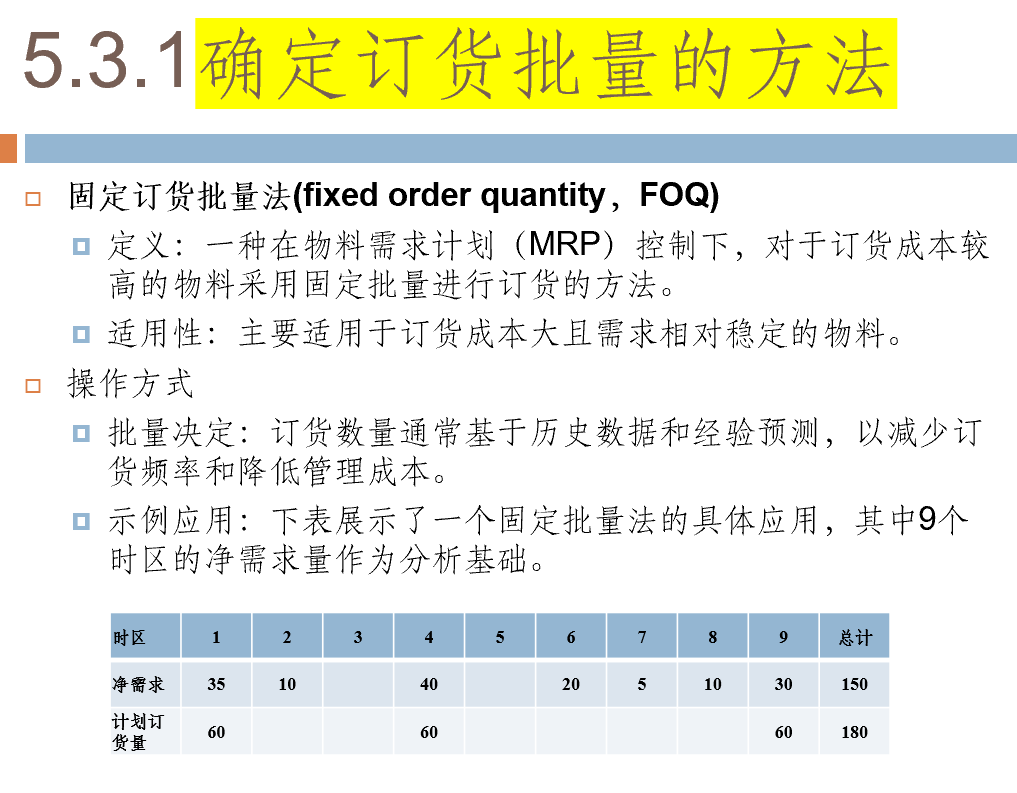 5.3.1确定订货批量的方法
固定订货批量法(fixed order quantity，FOQ)
定义：一种在物料需求计划（MRP）控制下，对于订货成本较
高的物料采用固定批量进行订货的方法。
适用性：主要适用于订货成本大且需求相对稳定的物料。
操作方式
批量决定：订货数量通常基于历史数据和经验预测，以减少订
货频率和降低管理成本。
示例应用：下表展示了一个固定批量法的具体应用，其中9个
时区的净需求量作为分析基础。
时区 1 2 3 4 5 6 7 8 9 总计
净需求 35 10 40 20 5 10 30 150
计划订
货量 60 60 60 180